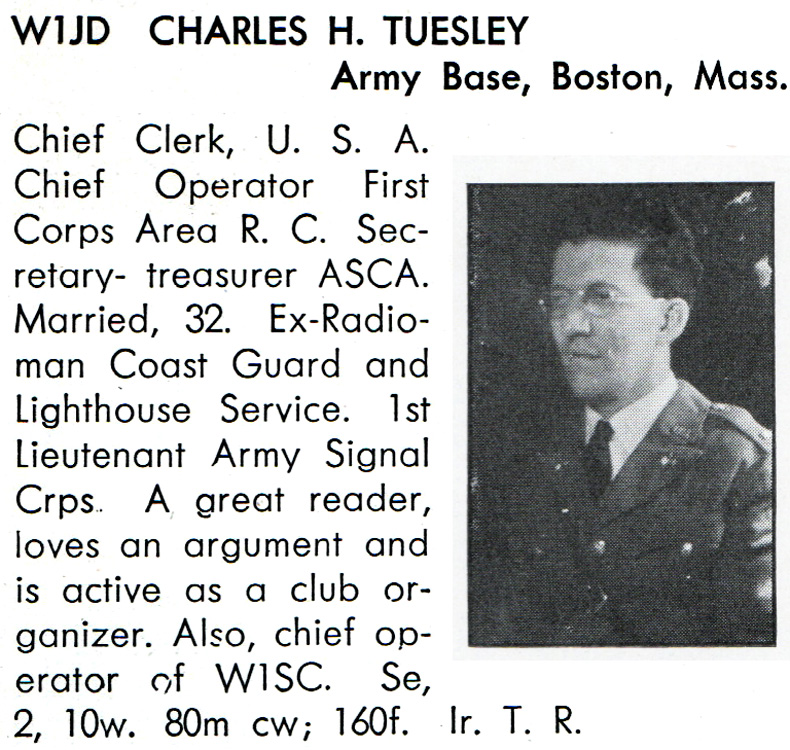 W1JD CHARLES H. TUESLEY
Army Base, Boston, Mass.
Chief Clerk, U. S. A.
Chief Operator First
Corps Area R. C. Sec-
retary- treasurer ASCA.
Married, 32. Ex-Radio-
man Coast Guard and
Lighthouse Service. 1st
Lieutenant Army Signal
Crps. A great reader,
loves an argument and
is active as a club or-
ganizer. Also, chief op-
erator of W1SC. Se,
2, 10w. 80m cw; 160f. Ir. T. R.